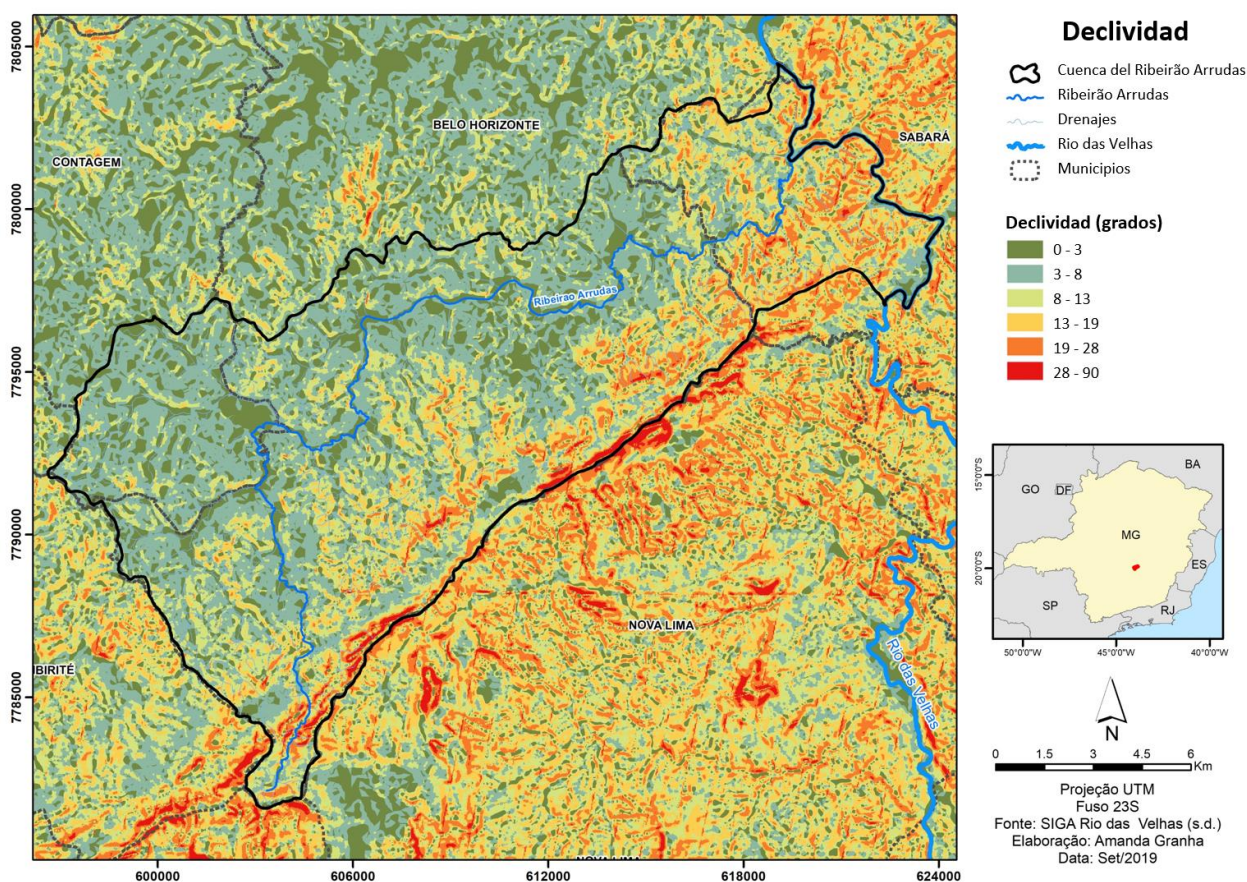 Declividad
Cuenca del Ribeirão Arrudas
Ribeirão Arrudas
Drenajes
Rio das Velhas
Municipios
Declividad (grados)
0 - 3
3 - 8
8 - 13
13 - 19
19 - 28
28 - 90
7805000
7800000
7795000
7790000
7785000
600000
606000
612000
618000
624000
CONTAGEM
BELO HORIZONTE
SABARÁ
Ribeirao Arrudas
IBIRITÉ
NOVA LIMA
Rio das Velhas
NOVA LIMA
15°0'0"S
20°0'0"S
GO
DF
BA
MG
ES
SP
RJ
50°0'0"W
45°0'0"W
40°0'0"W
N
0
1.5
3
4.5
6
Km
Projeção UTM
Fuso 23S
Fonte: SIGA Rio das Velhas (s.d.)
Elaboração: Amanda Granha
Data: Set/2019